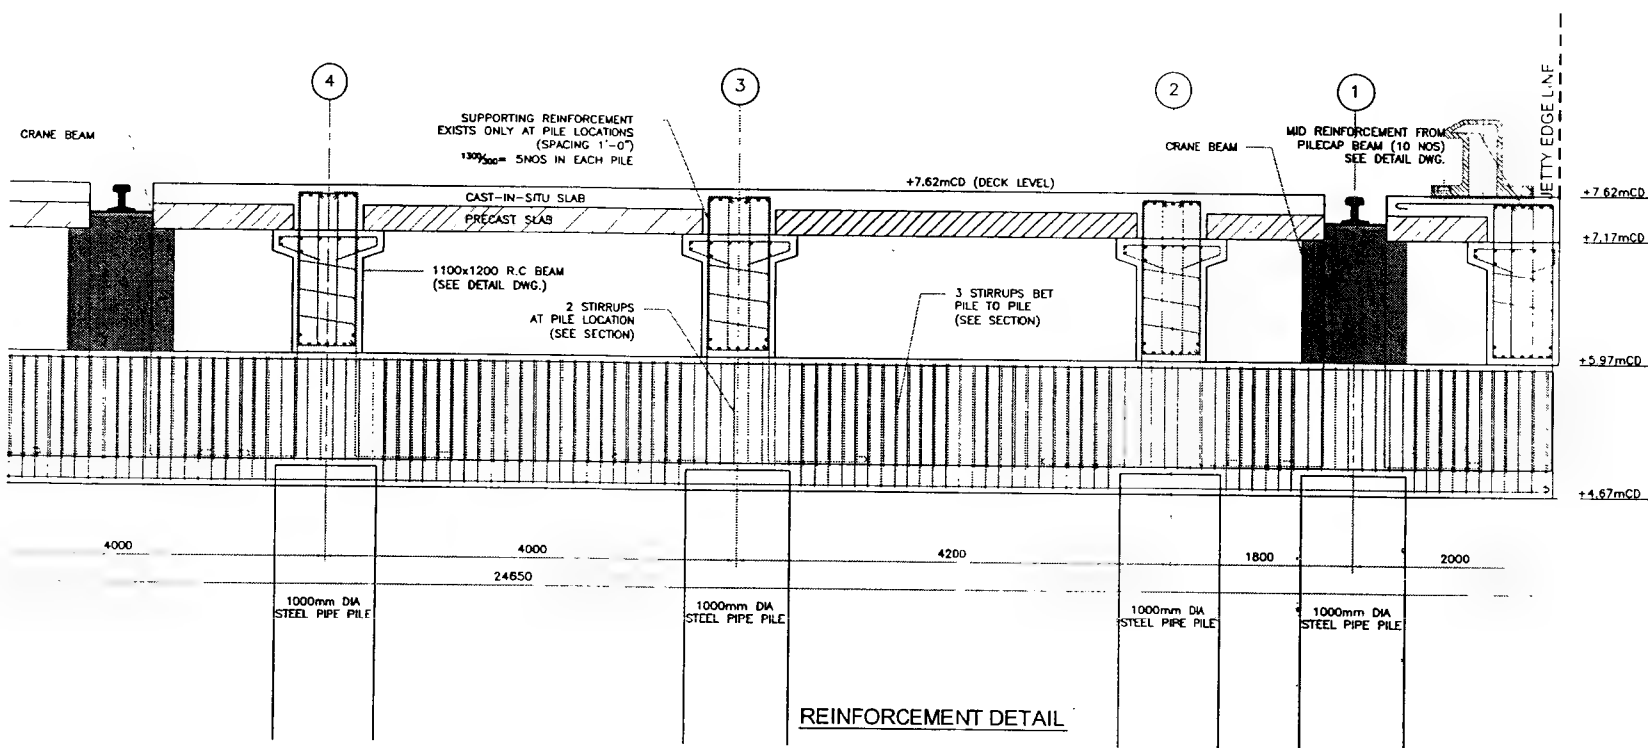 4
3
2
1
JETTY EDGE LINE
CRANE BEAM
SUPPORTING REINFORCEMENT
EXISTS ONLY AT PILE LOCATIONS
(SPACING 1'-0")
1300/300= 5NOS IN EACH PILE
CRANE BEAM
MID REINFORCEMENT FROM
PILECAP BEAM (10 NOS)
SEE DETAIL DWG.
+7.62mCD (DECK LEVEL)
CAST-IN-SITU SLAB
PRECAST SLAB
+7.62mCD
+7.17mCD
1100x1200 R.C BEAM
(SEE DETAIL DWG.)
2 STIRRUPS
AT PILE LOCATION
(SEE SECTION)
3 STIRRUPS BET
PILE TO PILE
(SEE SECTION)
+5.97mCD
+4.67mCD
4000
4000
4200
1800
2000
24650
1000mm DIA
STEEL PIPE PILE
1000mm DIA
STEEL PIPE PILE
1000mm DIA
STEEL PIPE PILE
1000mm DIA
STEEL PIPE PILE
REINFORCEMENT DETAIL